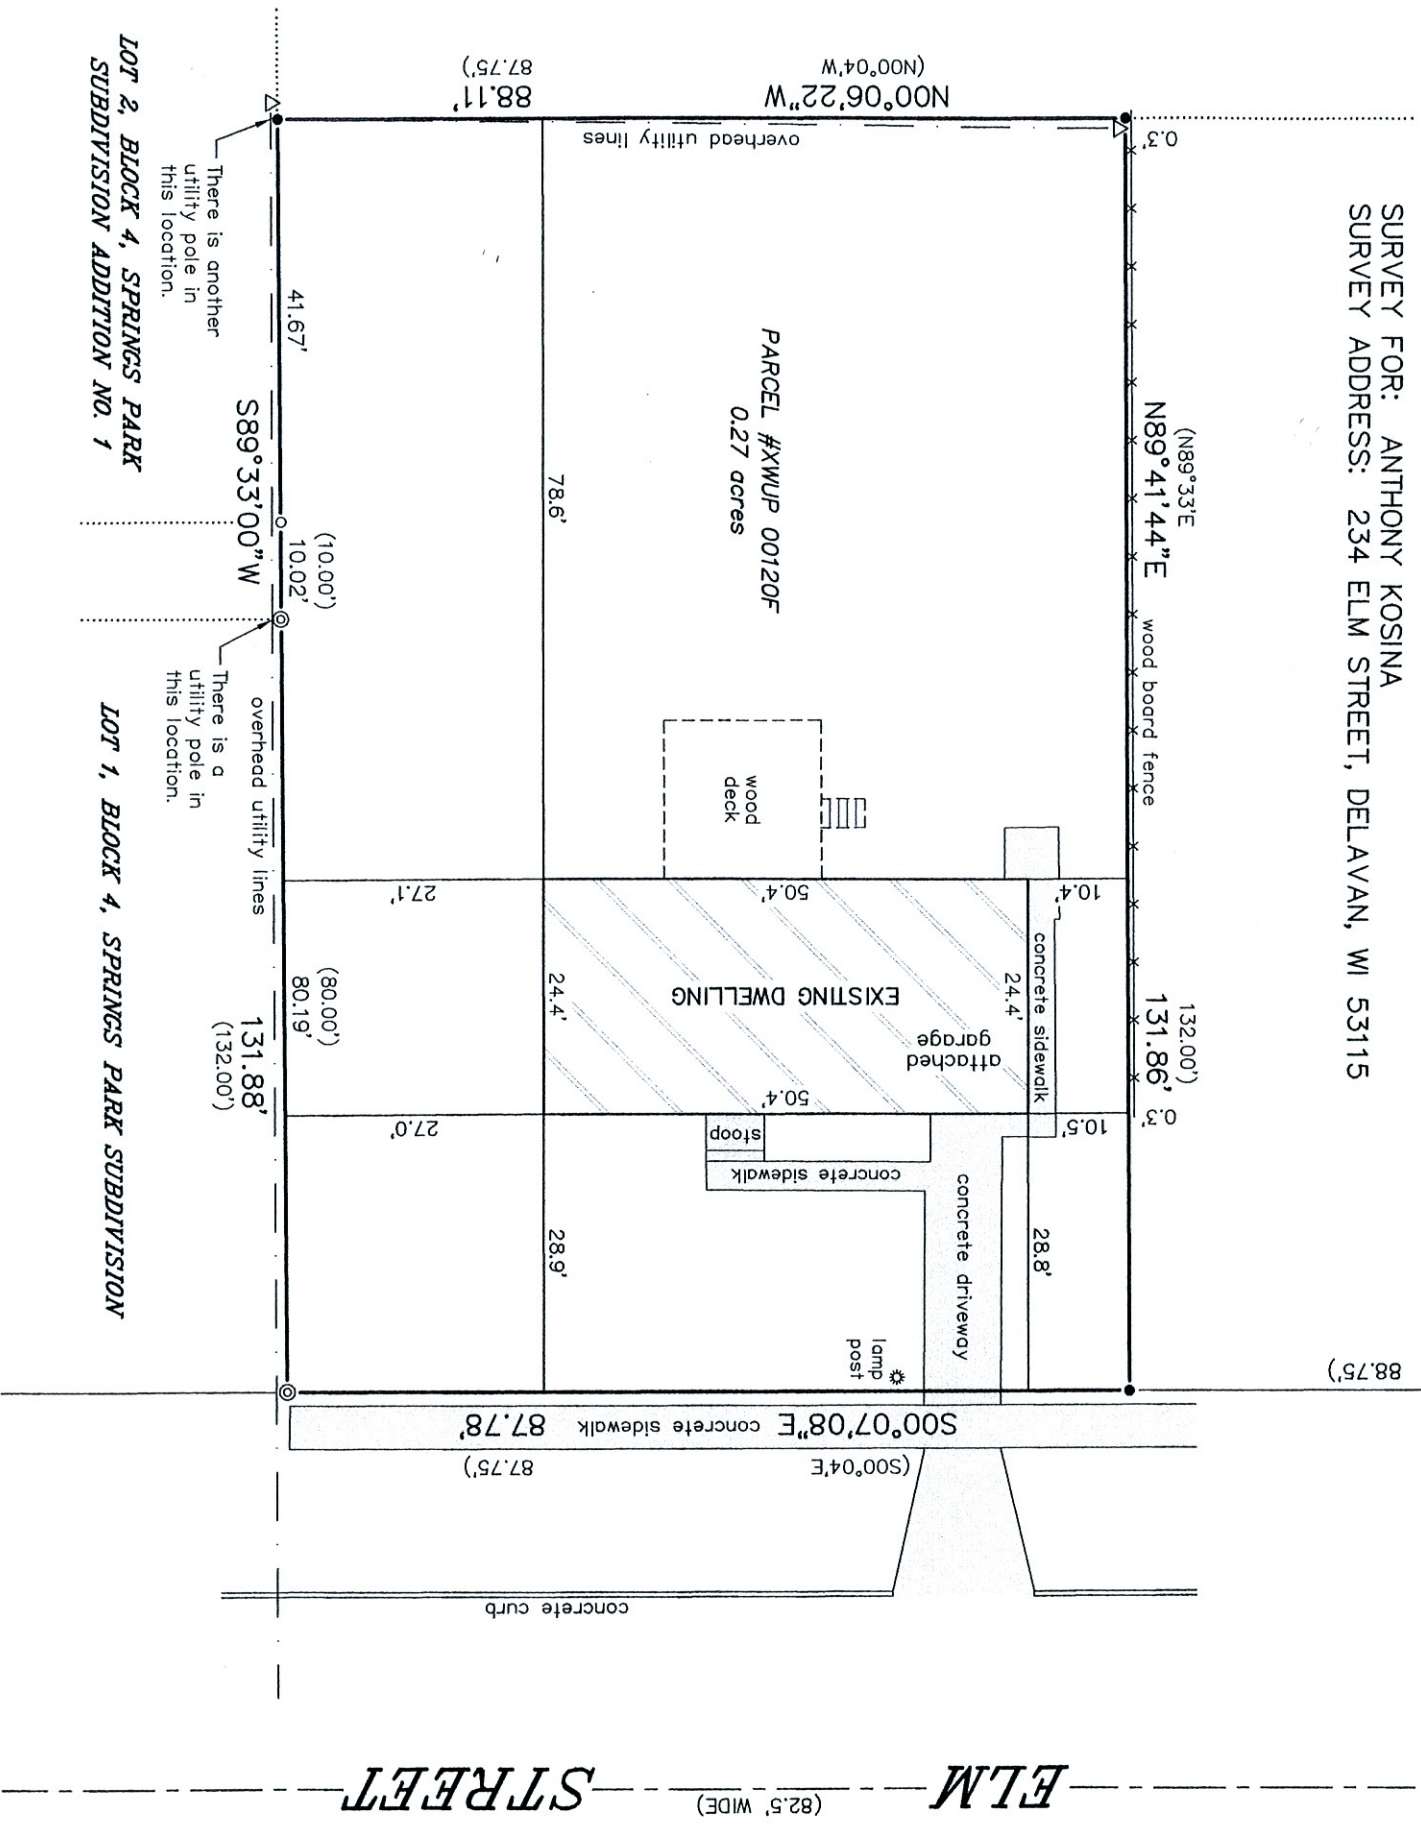 SURVEY FOR: ANTHONY KOSINA
SURVEY ADDRESS: 234 ELM STREET, DELAVAN, WI 53115
88.75')
(N89°33'E
132.00')
N89°41'44"E
131.86'
wood board fence
0.3'
0.3'
(N00°04'W
87.75')
N00°06'22"W
88.11'
overhead utility lines
PARCEL #XWUP 00120F
0.27 acres
78.6'
wood
deck
10.4'
50.4'
27.1'
concrete sidewalk
24.4'
24.4'
EXISTING DWELLING
attached
garage
50.4'
10.5'
27.0'
stoop
concrete sidewalk
concrete driveway
28.8'
28.9'
lamp
post
41.67'
(10.00')
10.02'
(80.00')
80.19'
S89°33'00"W
131.88'
(132.00')
overhead utility lines
There is another
utility pole in
this location.
There is a
utility pole in
this location.
LOT 2, BLOCK 4, SPRINGS PARK
SUBDIVISION ADDITION NO. 1
LOT 1, BLOCK 4, SPRINGS PARK SUBDIVISION
S00°07'08"E concrete sidewalk 87.78'
(S00°04'E
87.75')
concrete curb
ELM STREET
(82.5' WIDE)